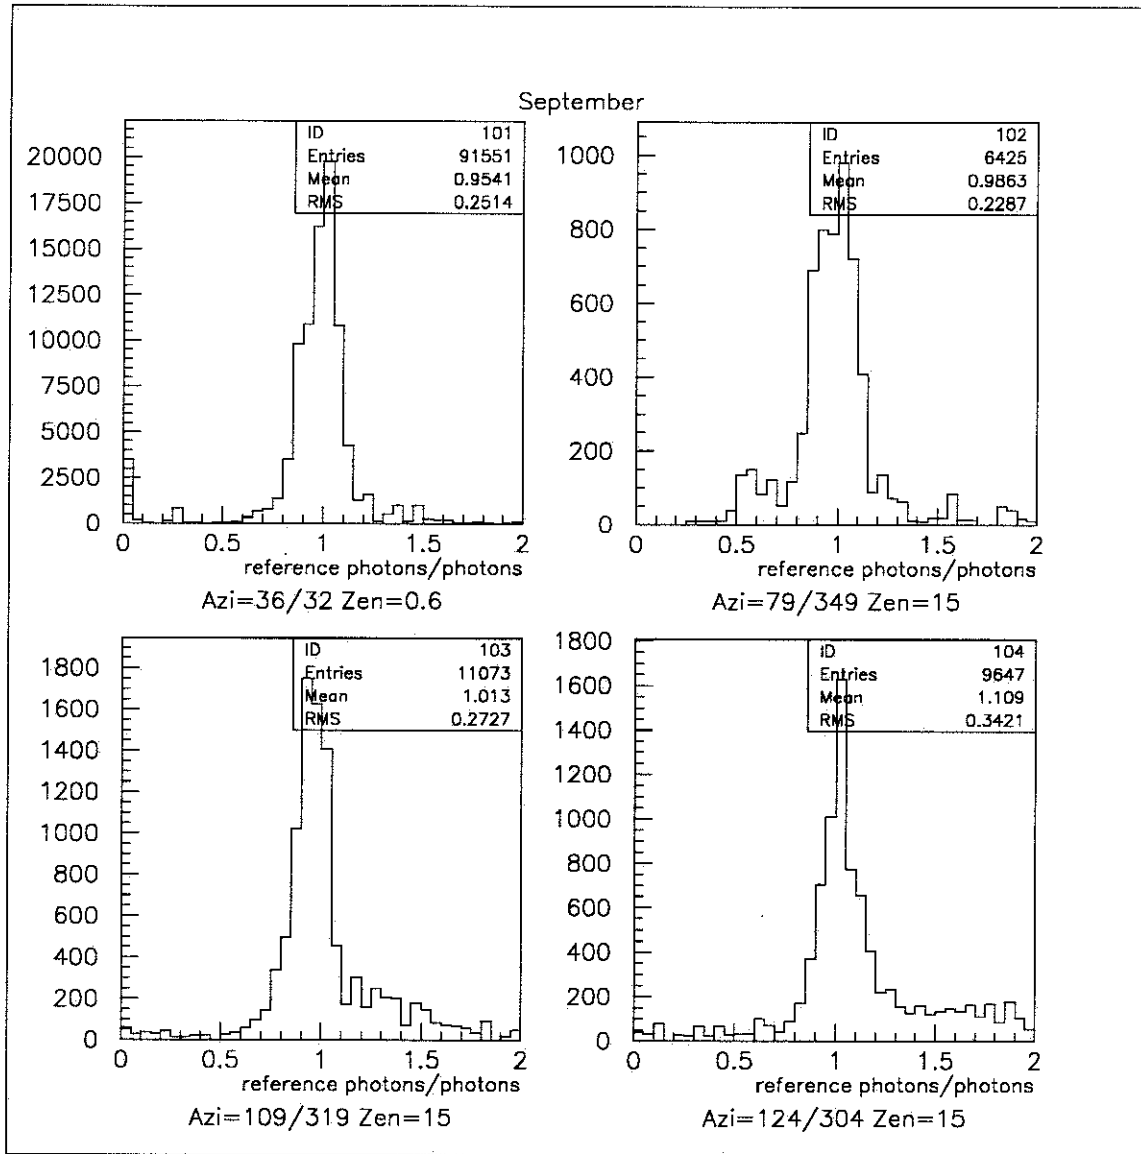 September
ID 101
Entries 91551
Mean 0.9541
RMS 0.2514
20000
17500
15000
12500
10000
7500
5000
2500
0
0 0.5 1 1.5 2
reference photons/photons
Azi=36/32 Zen=0.6
ID 102
Entries 6425
Mean 0.9863
RMS 0.2287
1000
800
600
400
200
0
0 0.5 1 1.5 2
reference photons/photons
Azi=79/349 Zen=15
ID 103
Entries 11073
Mean 1.013
RMS 0.2727
1800
1600
1400
1200
1000
800
600
400
200
0
0 0.5 1 1.5 2
reference photons/photons
Azi=109/319 Zen=15
ID 104
Entries 9647
Mean 1.109
RMS 0.3421
1800
1600
1400
1200
1000
800
600
400
200
0
0 0.5 1 1.5 2
reference photons/photons
Azi=124/304 Zen=15